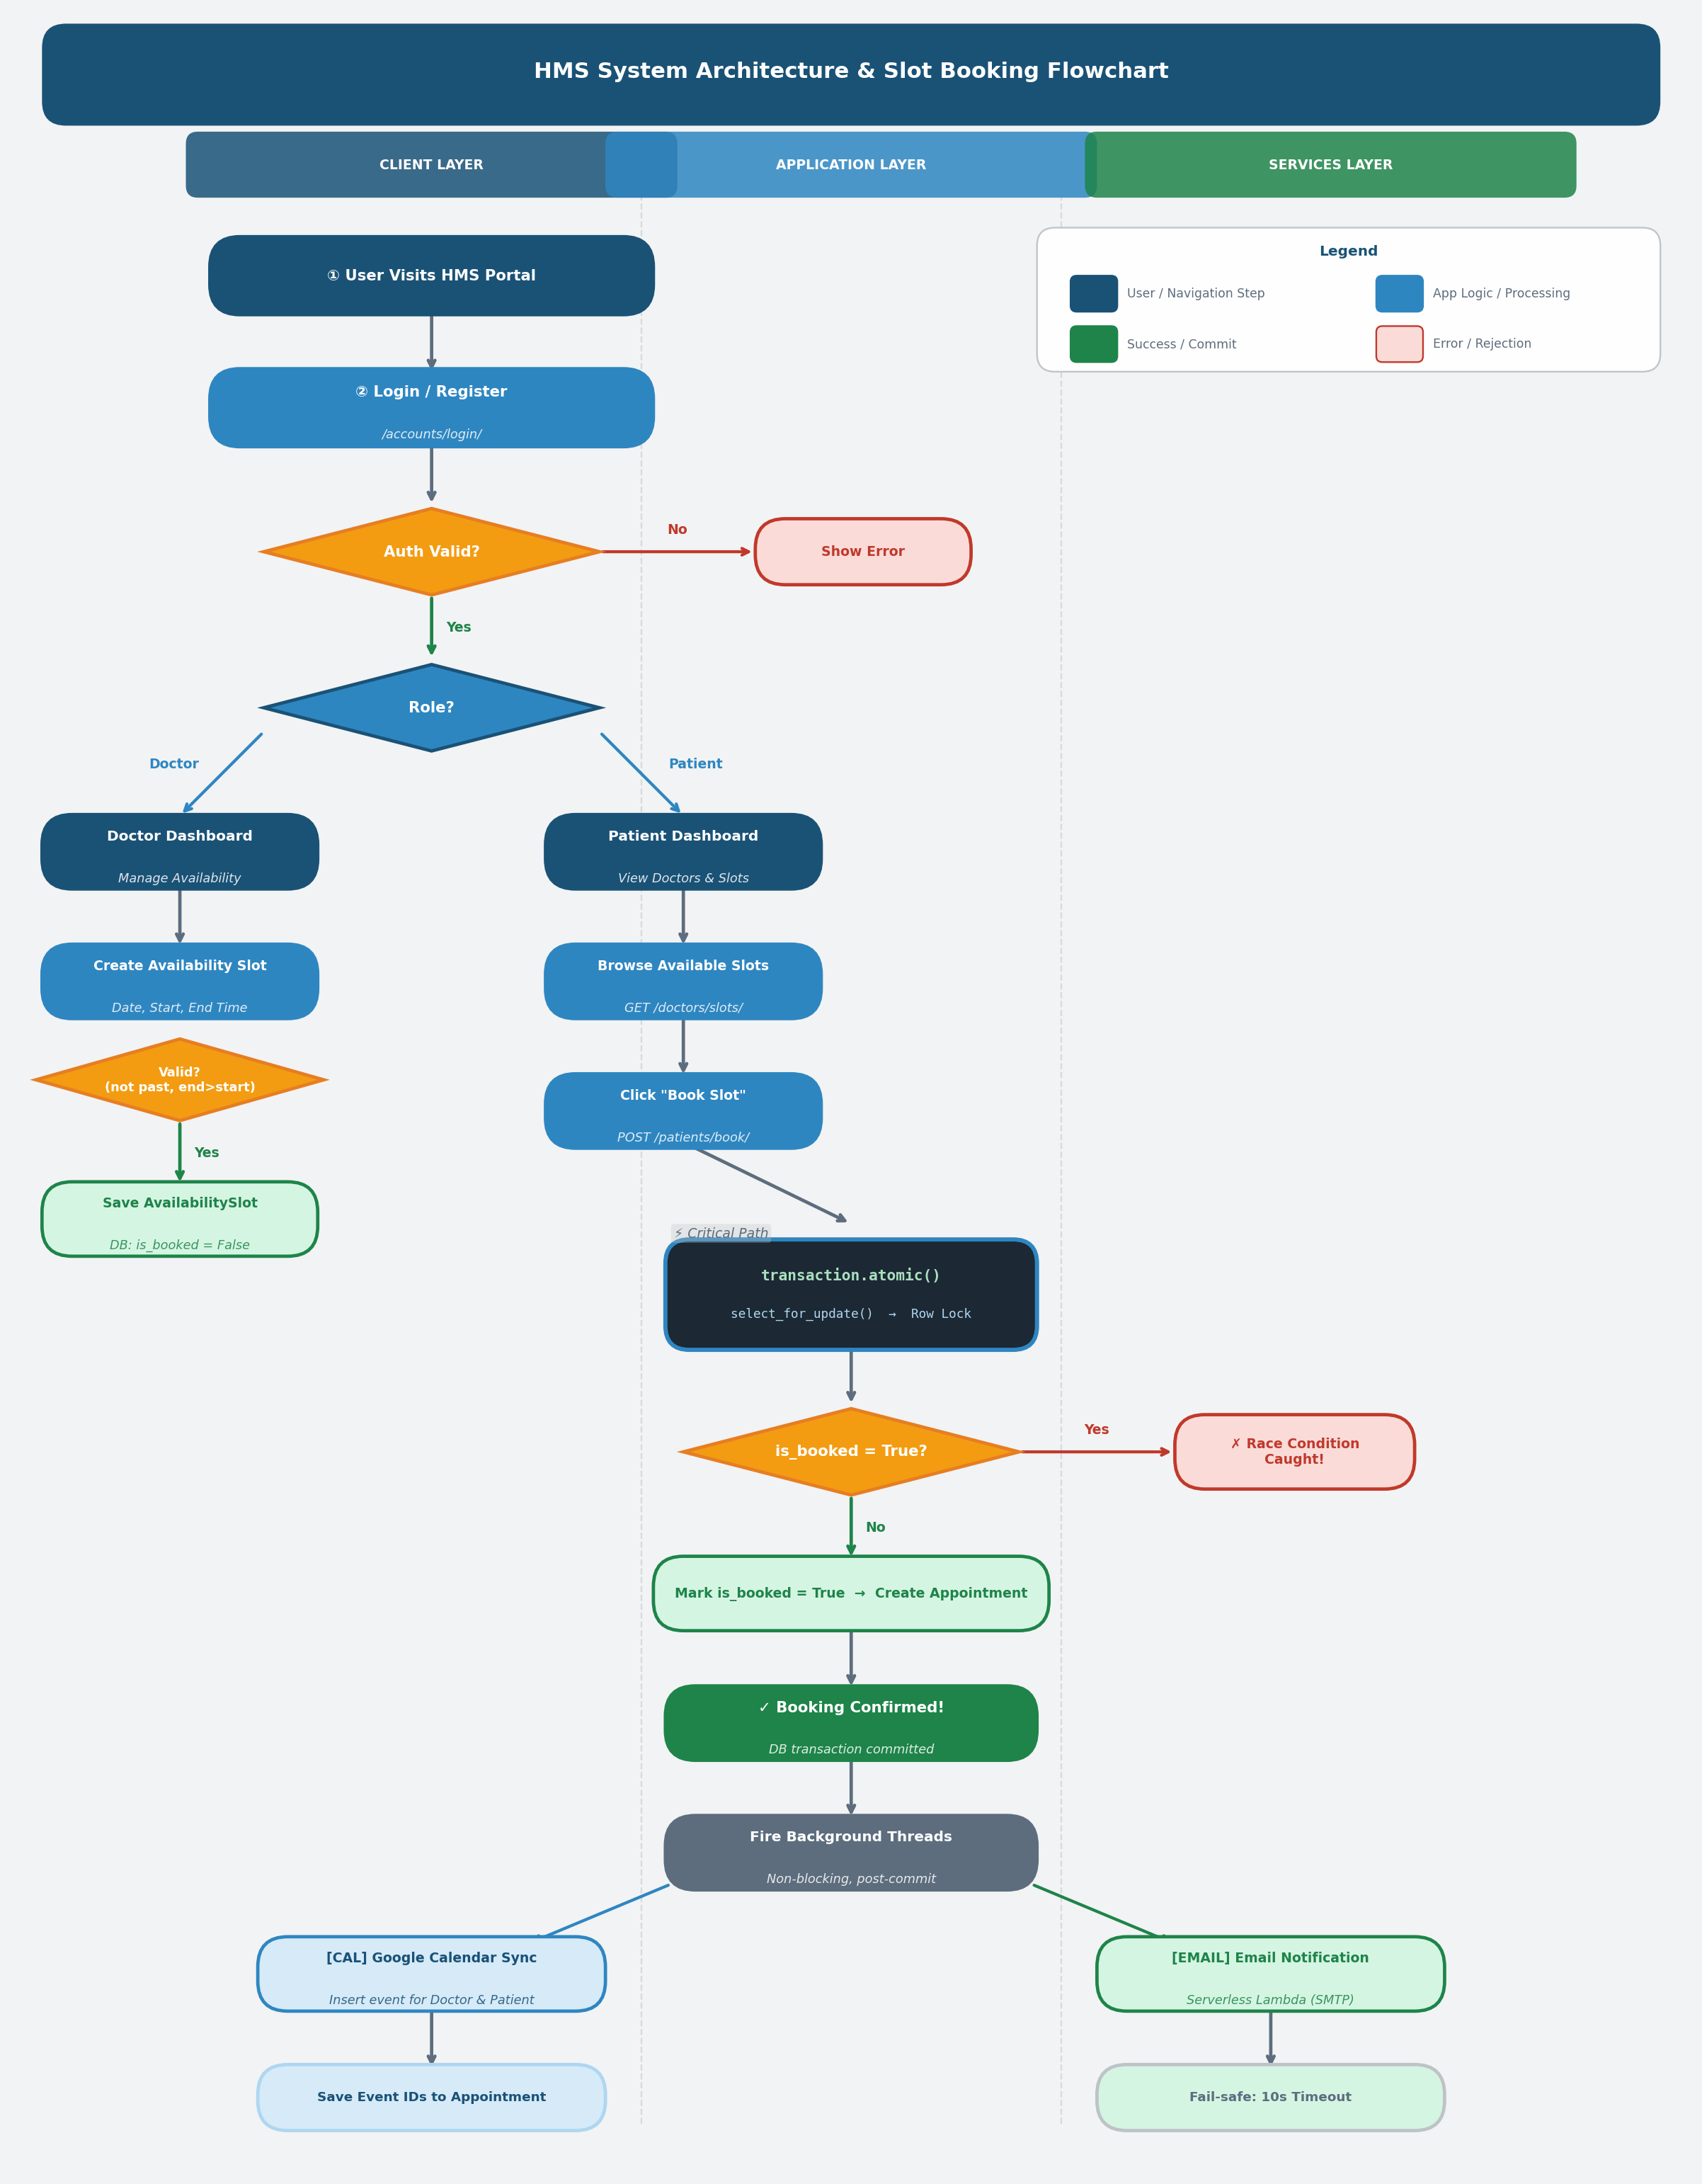 HMS System Architecture & Slot Booking Flowchart
CLIENT LAYER
APPLICATION LAYER
SERVICES LAYER
Legend
User / Navigation Step
App Logic / Processing
Success / Commit
Error / Rejection
① User Visits HMS Portal
② Login / Register
/accounts/login/
Auth Valid?
No
Show Error
Yes
Role?
Doctor
Patient
Doctor Dashboard
Manage Availability
Patient Dashboard
View Doctors & Slots
Create Availability Slot
Date, Start, End Time
Browse Available Slots
GET /doctors/slots/
Valid?
(not past, end>start)
Click "Book Slot"
POST /patients/book/
Yes
Save AvailabilitySlot
DB: is_booked = False
⚡ Critical Path
transaction.atomic()
select_for_update() → Row Lock
is_booked = True?
Yes
✗ Race Condition
Caught!
No
Mark is_booked = True → Create Appointment
✓ Booking Confirmed!
DB transaction committed
Fire Background Threads
Non-blocking, post-commit
[CAL] Google Calendar Sync
Insert event for Doctor & Patient
[EMAIL] Email Notification
Serverless Lambda (SMTP)
Save Event IDs to Appointment
Fail-safe: 10s Timeout